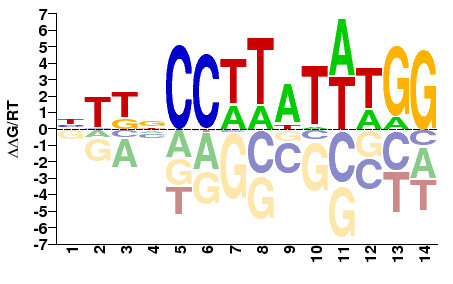 ΔΔG/RT
7
6
5
4
3
2
1
0
-1
-2
-3
-4
-5
-6
-7
T G
T A G
T G C A
G C
C A G T
C A G
T A G
T A C G
A T C
T G
A T C G
T A G C
G A C T
G C A T
1 2 3 4 5 6 7 8 9 10 11 12 13 14